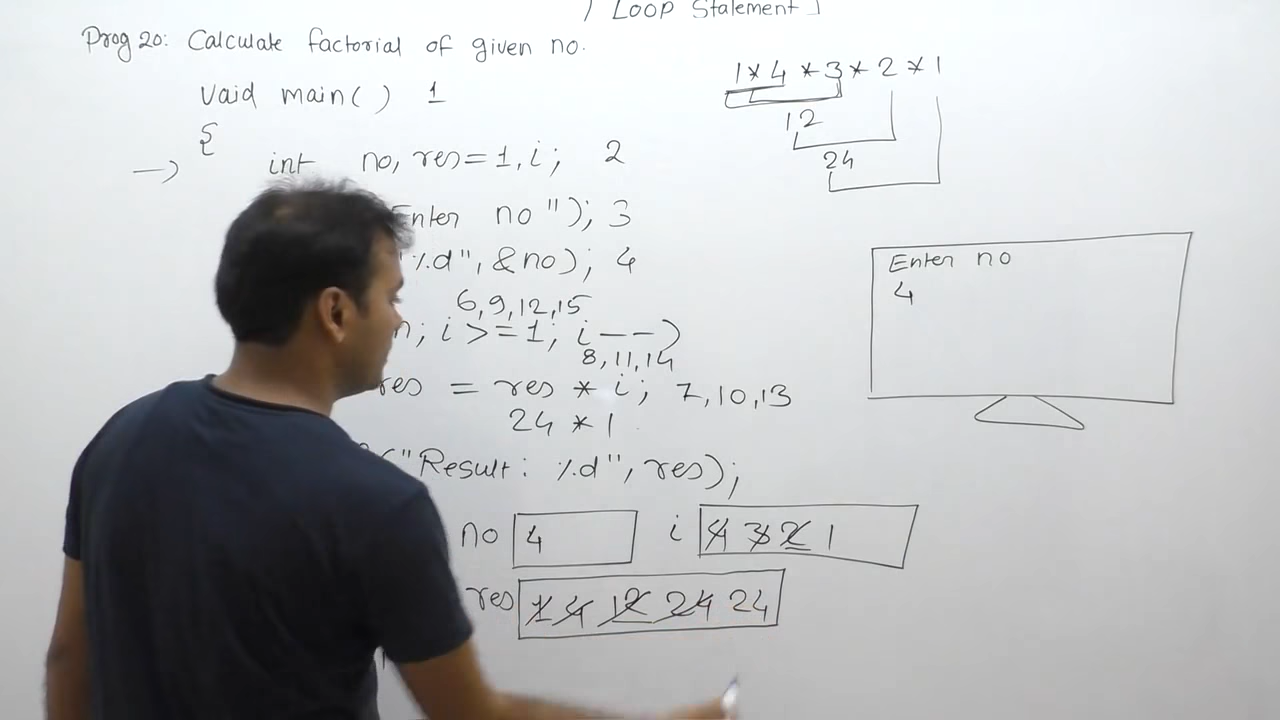 [ Loop Statement ]
Prog 20: Calculate factorial of given no.
void main( ) 1
{
→ int no, res=1, i; 2
Enter no "); 3
"%d", &no); 4
6,9,12,15
; i>=1; i--)
8,11,14
res = res * i; 7,10,13
24 * 1
("Result: %d", res);
no 4 i 4 3 2 1
res 1 4 12 24 24
1*4*3*2*1
12
24
Enter no
4